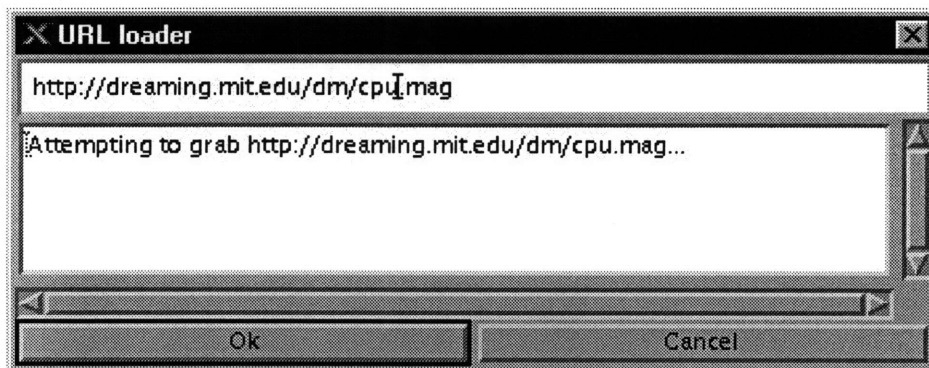 URL loader
http://dreaming.mit.edu/dm/cpu.mag
Attempting to grab http://dreaming.mit.edu/dm/cpu.mag...
Ok
Cancel